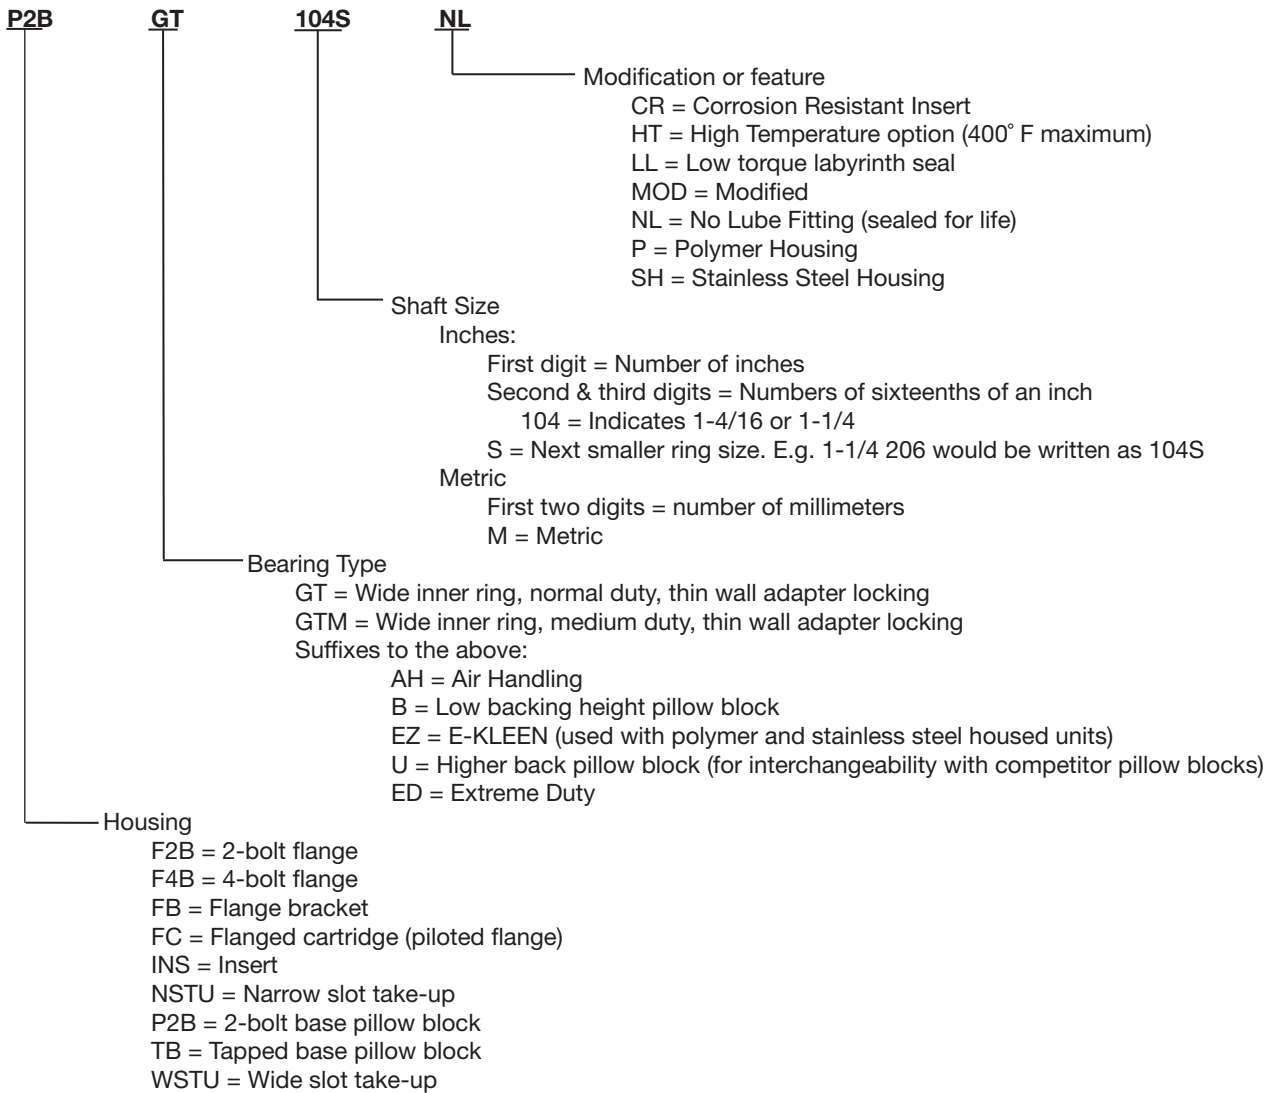 P2B GT 104S NL
Modification or feature
CR = Corrosion Resistant Insert
HT = High Temperature option (400˚ F maximum)
LL = Low torque labyrinth seal
MOD = Modified
NL = No Lube Fitting (sealed for life)
P = Polymer Housing
SH = Stainless Steel Housing
Shaft Size
Inches:
First digit = Number of inches
Second & third digits = Numbers of sixteenths of an inch
104 = Indicates 1-4/16 or 1-1/4
S = Next smaller ring size. E.g. 1-1/4 206 would be written as 104S
Metric
First two digits = number of millimeters
M = Metric
Bearing Type
GT = Wide inner ring, normal duty, thin wall adapter locking
GTM = Wide inner ring, medium duty, thin wall adapter locking
Suffixes to the above:
AH = Air Handling
B = Low backing height pillow block
EZ = E-KLEEN (used with polymer and stainless steel housed units)
U = Higher back pillow block (for interchangeability with competitor pillow blocks)
ED = Extreme Duty
Housing
F2B = 2-bolt flange
F4B = 4-bolt flange
FB = Flange bracket
FC = Flanged cartridge (piloted flange)
INS = Insert
NSTU = Narrow slot take-up
P2B = 2-bolt base pillow block
TB = Tapped base pillow block
WSTU = Wide slot take-up